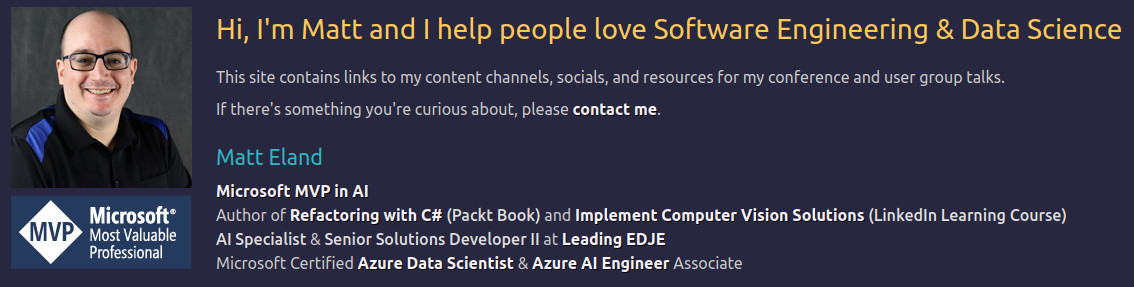 Hi, I'm Matt and I help people love Software Engineering & Data Science
This site contains links to my content channels, socials, and resources for my conference and user group talks.
If there's something you're curious about, please contact me.
Matt Eland
Microsoft MVP in AI
Author of Refactoring with C# (Packt Book) and Implement Computer Vision Solutions (LinkedIn Learning Course)
AI Specialist & Senior Solutions Developer II at Leading EDJE
Microsoft Certified Azure Data Scientist & Azure AI Engineer Associate
MVP
Microsoft®
Most Valuable
Professional